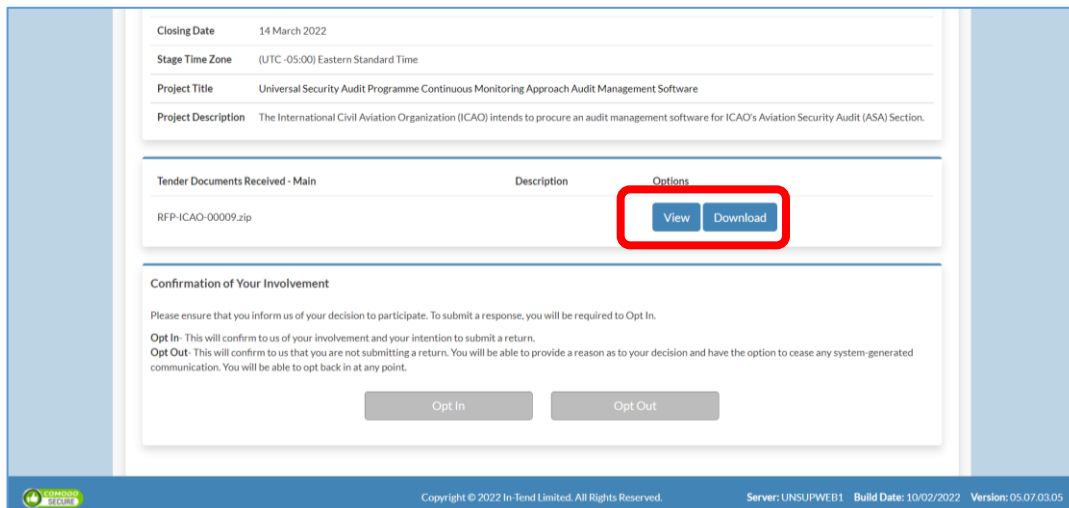 Closing Date 14 March 2022
Stage Time Zone (UTC -05:00) Eastern Standard Time
Project Title Universal Security Audit Programme Continuous Monitoring Approach Audit Management Software
Project Description The International Civil Aviation Organization (ICAO) intends to procure an audit management software for ICAO's Aviation Security Audit (ASA) Section.
Tender Documents Received - Main Description Options
RFP-ICAO-00009.zip View Download
Confirmation of Your Involvement
Please ensure that you inform us of your decision to participate. To submit a response, you will be required to Opt In.
Opt In- This will confirm to us of your involvement and your intention to submit a return.
Opt Out- This will confirm to us that you are not submitting a return. You will be able to provide a reason as to your decision and have the option to cease any system-generated
communication. You will be able to opt back in at any point.
Opt In Opt Out
COMODO
SECURE
Copyright © 2022 In-Tend Limited. All Rights Reserved. Server: UNSUPWEB1 Build Date: 10/02/2022 Version: 05.07.03.05